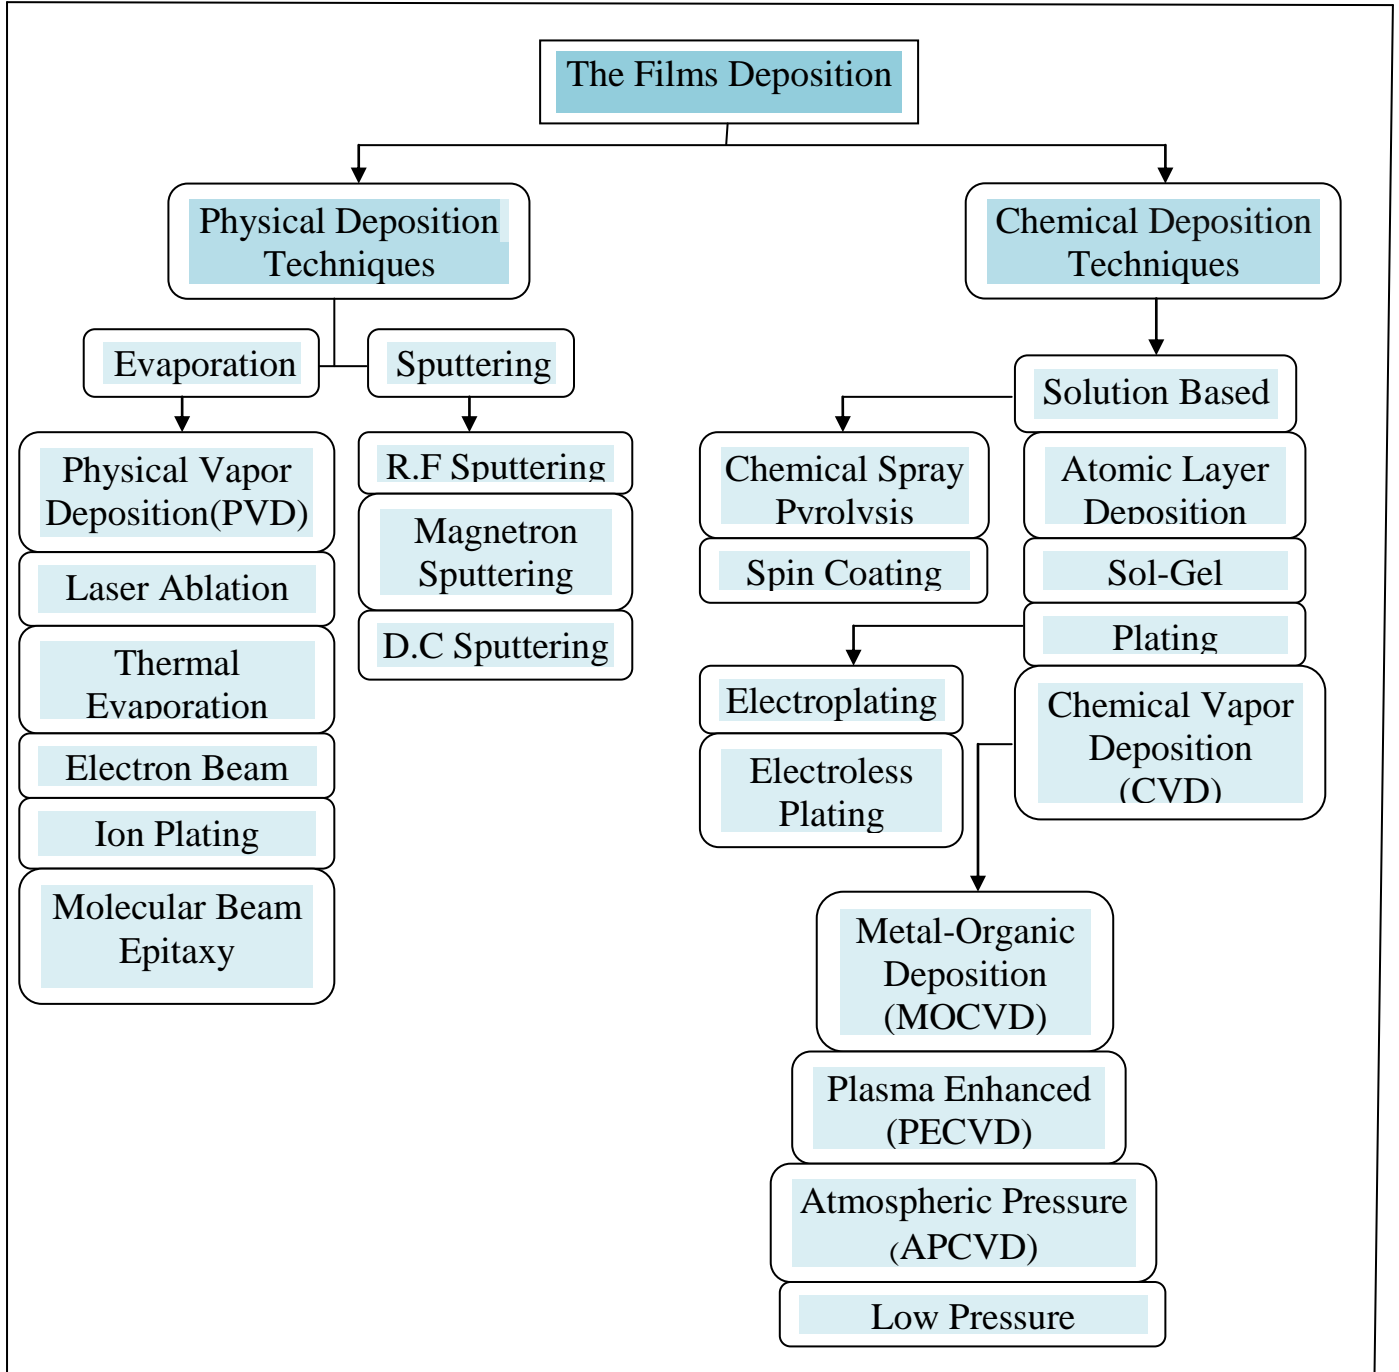 The Films Deposition
Physical Deposition
Techniques
Chemical Deposition
Techniques
Evaporation
Sputtering
Physical Vapor
Deposition(PVD)
Laser Ablation
Thermal
Evaporation
Electron Beam
Ion Plating
Molecular Beam
Epitaxy
R.F Sputtering
Magnetron
Sputtering
D.C Sputtering
Solution Based
Chemical Spray
Pyrolysis
Spin Coating
Atomic Layer
Deposition
Sol-Gel
Plating
Electroplating
Electroless
Plating
Chemical Vapor
Deposition
(CVD)
Metal-Organic
Deposition
(MOCVD)
Plasma Enhanced
(PECVD)
Atmospheric Pressure
(APCVD)
Low Pressure